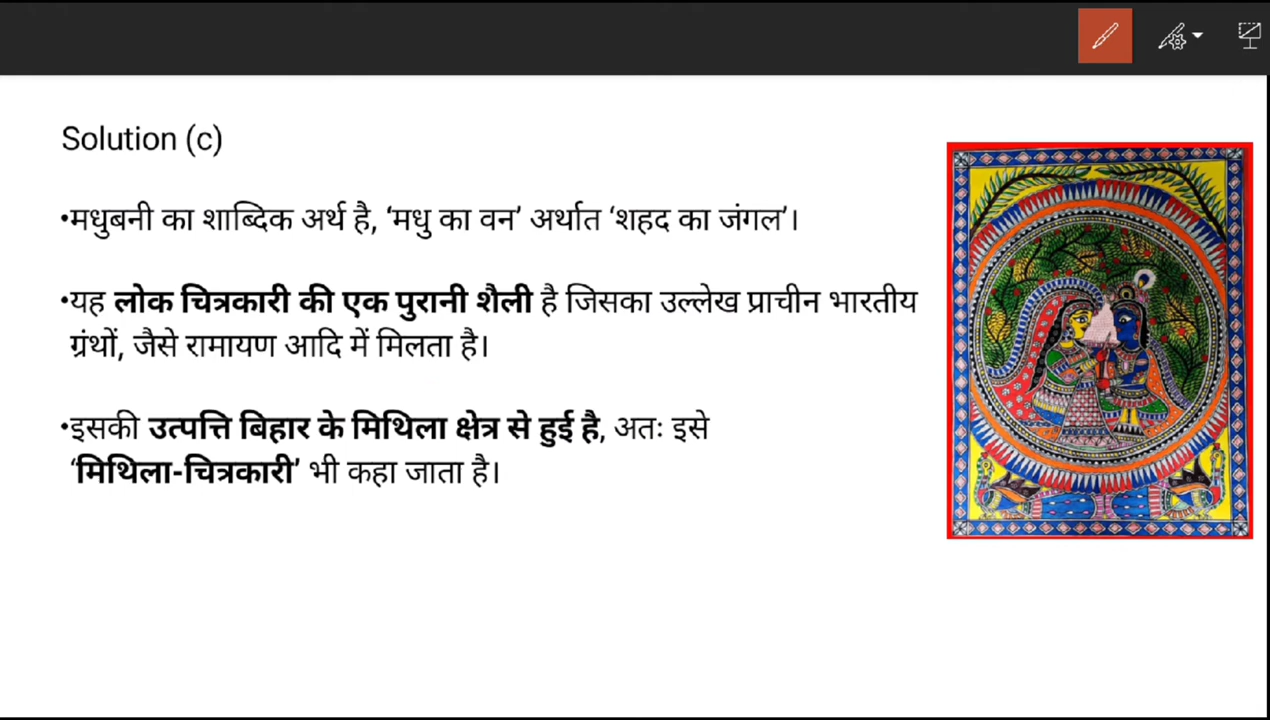 Solution (c)
•मधुबनी का शाब्दिक अर्थ है, ‘मधु का वन’ अर्थात ‘शहद का जंगल’।
•यह लोक चित्रकारी की एक पुरानी शैली है जिसका उल्लेख प्राचीन भारतीय
ग्रंथों, जैसे रामायण आदि में मिलता है।
•इसकी उत्पत्ति बिहार के मिथिला क्षेत्र से हुई है, अतः इसे
‘मिथिला-चित्रकारी’ भी कहा जाता है।